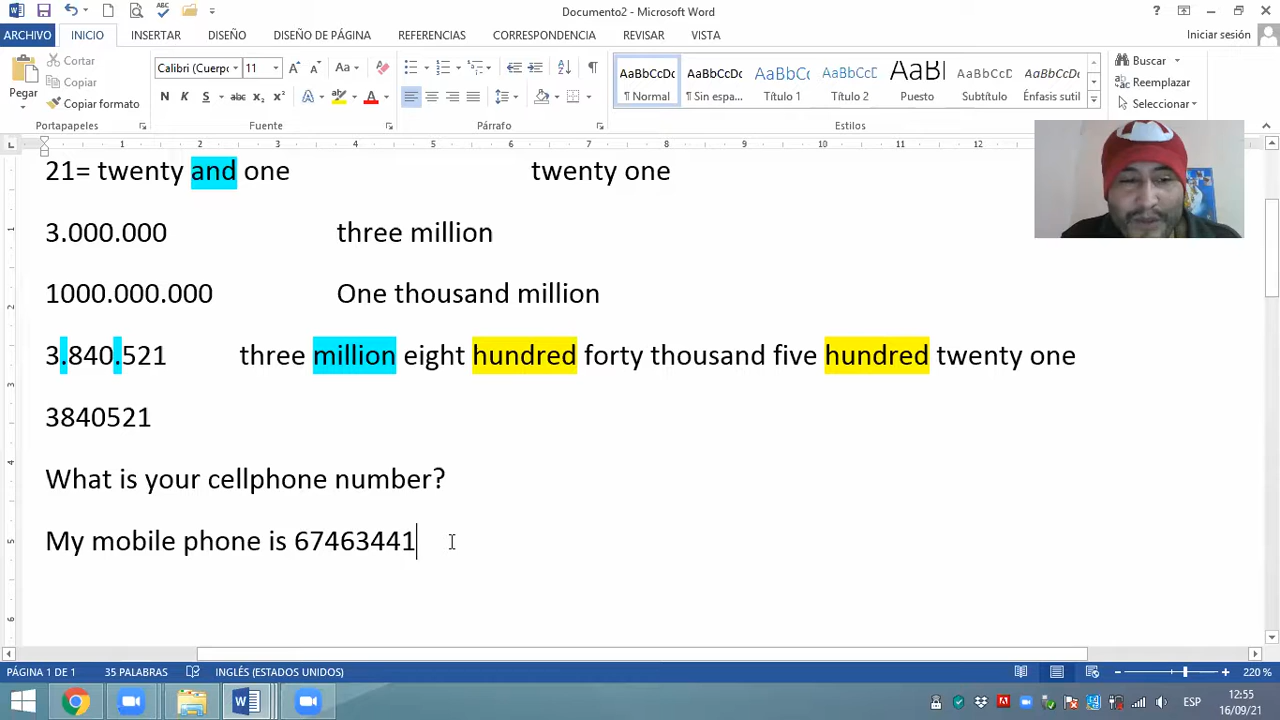 Documento2 - Microsoft Word
ARCHIVO INICIO INSERTAR DISEÑO DISEÑO DE PÁGINA REFERENCIAS CORRESPONDENCIA REVISAR VISTA Iniciar sesión
Pegar
Cortar
Copiar
Copiar formato
Calibri (Cuerpo 11
N K S abc x₂ x²
AaBbCcDc AaBbCcDc AaBbCc AaBbCcD AaBl AaBbCcD AaBbCcDc
¶ Normal ¶ Sin espa... Título 1 Título 2 Puesto Subtítulo Énfasis sutil
Buscar
Reemplazar
Seleccionar
Portapapeles Fuente Párrafo Estilos
21= twenty and one twenty one
3.000.000 three million
1000.000.000 One thousand million
3.840.521 three million eight hundred forty thousand five hundred twenty one
3840521
What is your cellphone number?
My mobile phone is 67463441
PÁGINA 1 DE 1 35 PALABRAS INGLÉS (ESTADOS UNIDOS) 220 %
ESP 12:55
16/09/21